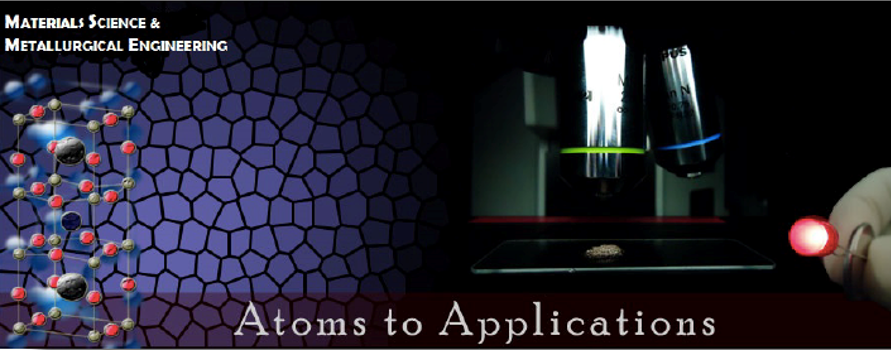 MATERIALS SCIENCE &
METALLURGICAL ENGINEERING
Atoms to Applications